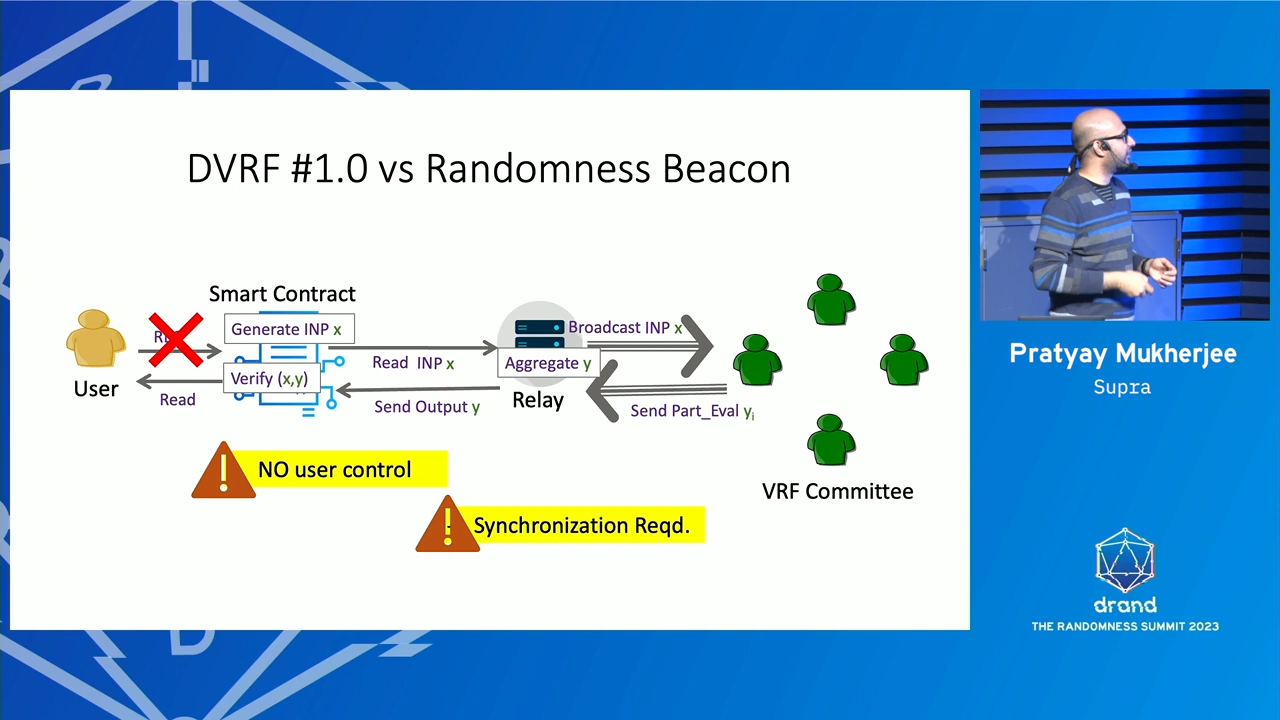 DVRF #1.0 vs Randomness Beacon
Smart Contract
Generate INP x
Verify (x,y)
User
Read
Read INP x
Send Output y
Broadcast INP x
Aggregate y
Relay
Send Part_Eval yi
VRF Committee
NO user control
Synchronization Reqd.
Pratyay Mukherjee
Supra
drand
THE RANDOMNESS SUMMIT 2023